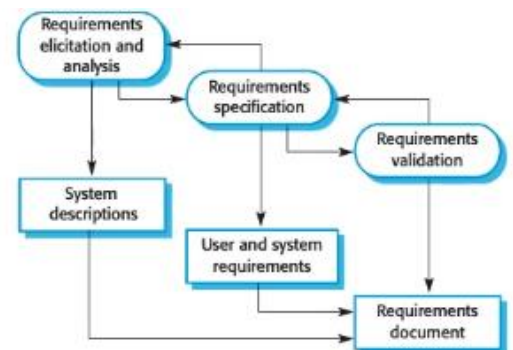 Requirements
elicitation and
analysis
Requirements
specification
Requirements
validation
System
descriptions
User and system
requirements
Requirements
document